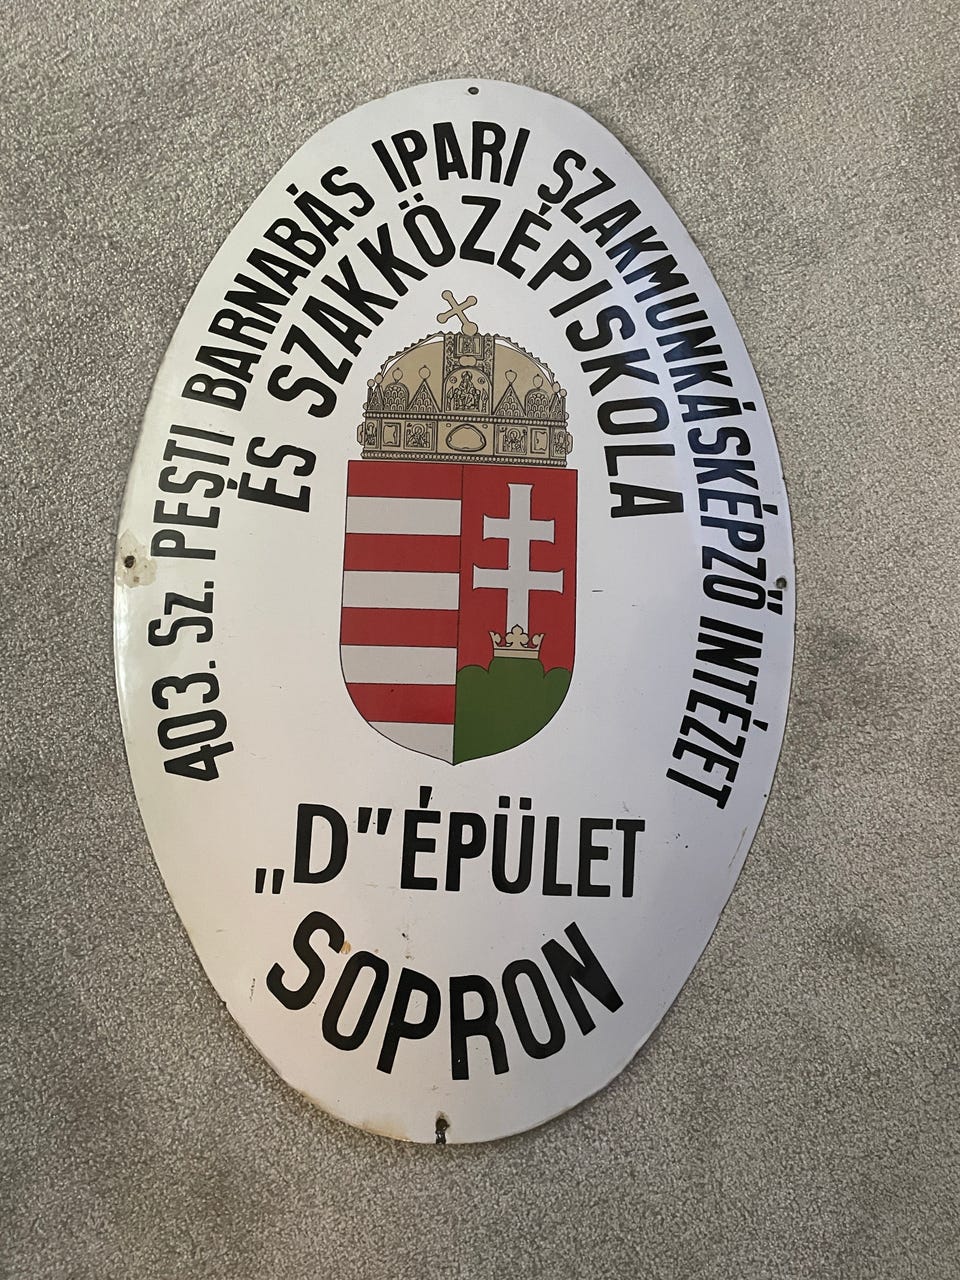 403. Sz. PESTI BARNABÁS IPARI SZAKMUNKÁSKÉPZŐ INTÉZET
ÉS SZAKKÖZÉPISKOLA
„D” ÉPÜLET
SOPRON